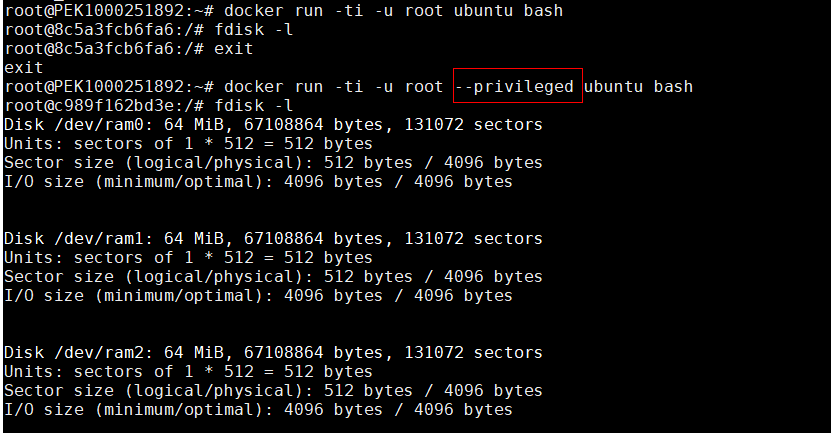 root@PEK1000251892:~# docker run -ti -u root ubuntu bash
root@8c5a3fcb6fa6:/# fdisk -l
root@8c5a3fcb6fa6:/# exit
exit
root@PEK1000251892:~# docker run -ti -u root --privileged ubuntu bash
root@c989f162bd3e:/# fdisk -l
Disk /dev/ram0: 64 MiB, 67108864 bytes, 131072 sectors
Units: sectors of 1 * 512 = 512 bytes
Sector size (logical/physical): 512 bytes / 4096 bytes
I/O size (minimum/optimal): 4096 bytes / 4096 bytes
Disk /dev/ram1: 64 MiB, 67108864 bytes, 131072 sectors
Units: sectors of 1 * 512 = 512 bytes
Sector size (logical/physical): 512 bytes / 4096 bytes
I/O size (minimum/optimal): 4096 bytes / 4096 bytes
Disk /dev/ram2: 64 MiB, 67108864 bytes, 131072 sectors
Units: sectors of 1 * 512 = 512 bytes
Sector size (logical/physical): 512 bytes / 4096 bytes
I/O size (minimum/optimal): 4096 bytes / 4096 bytes